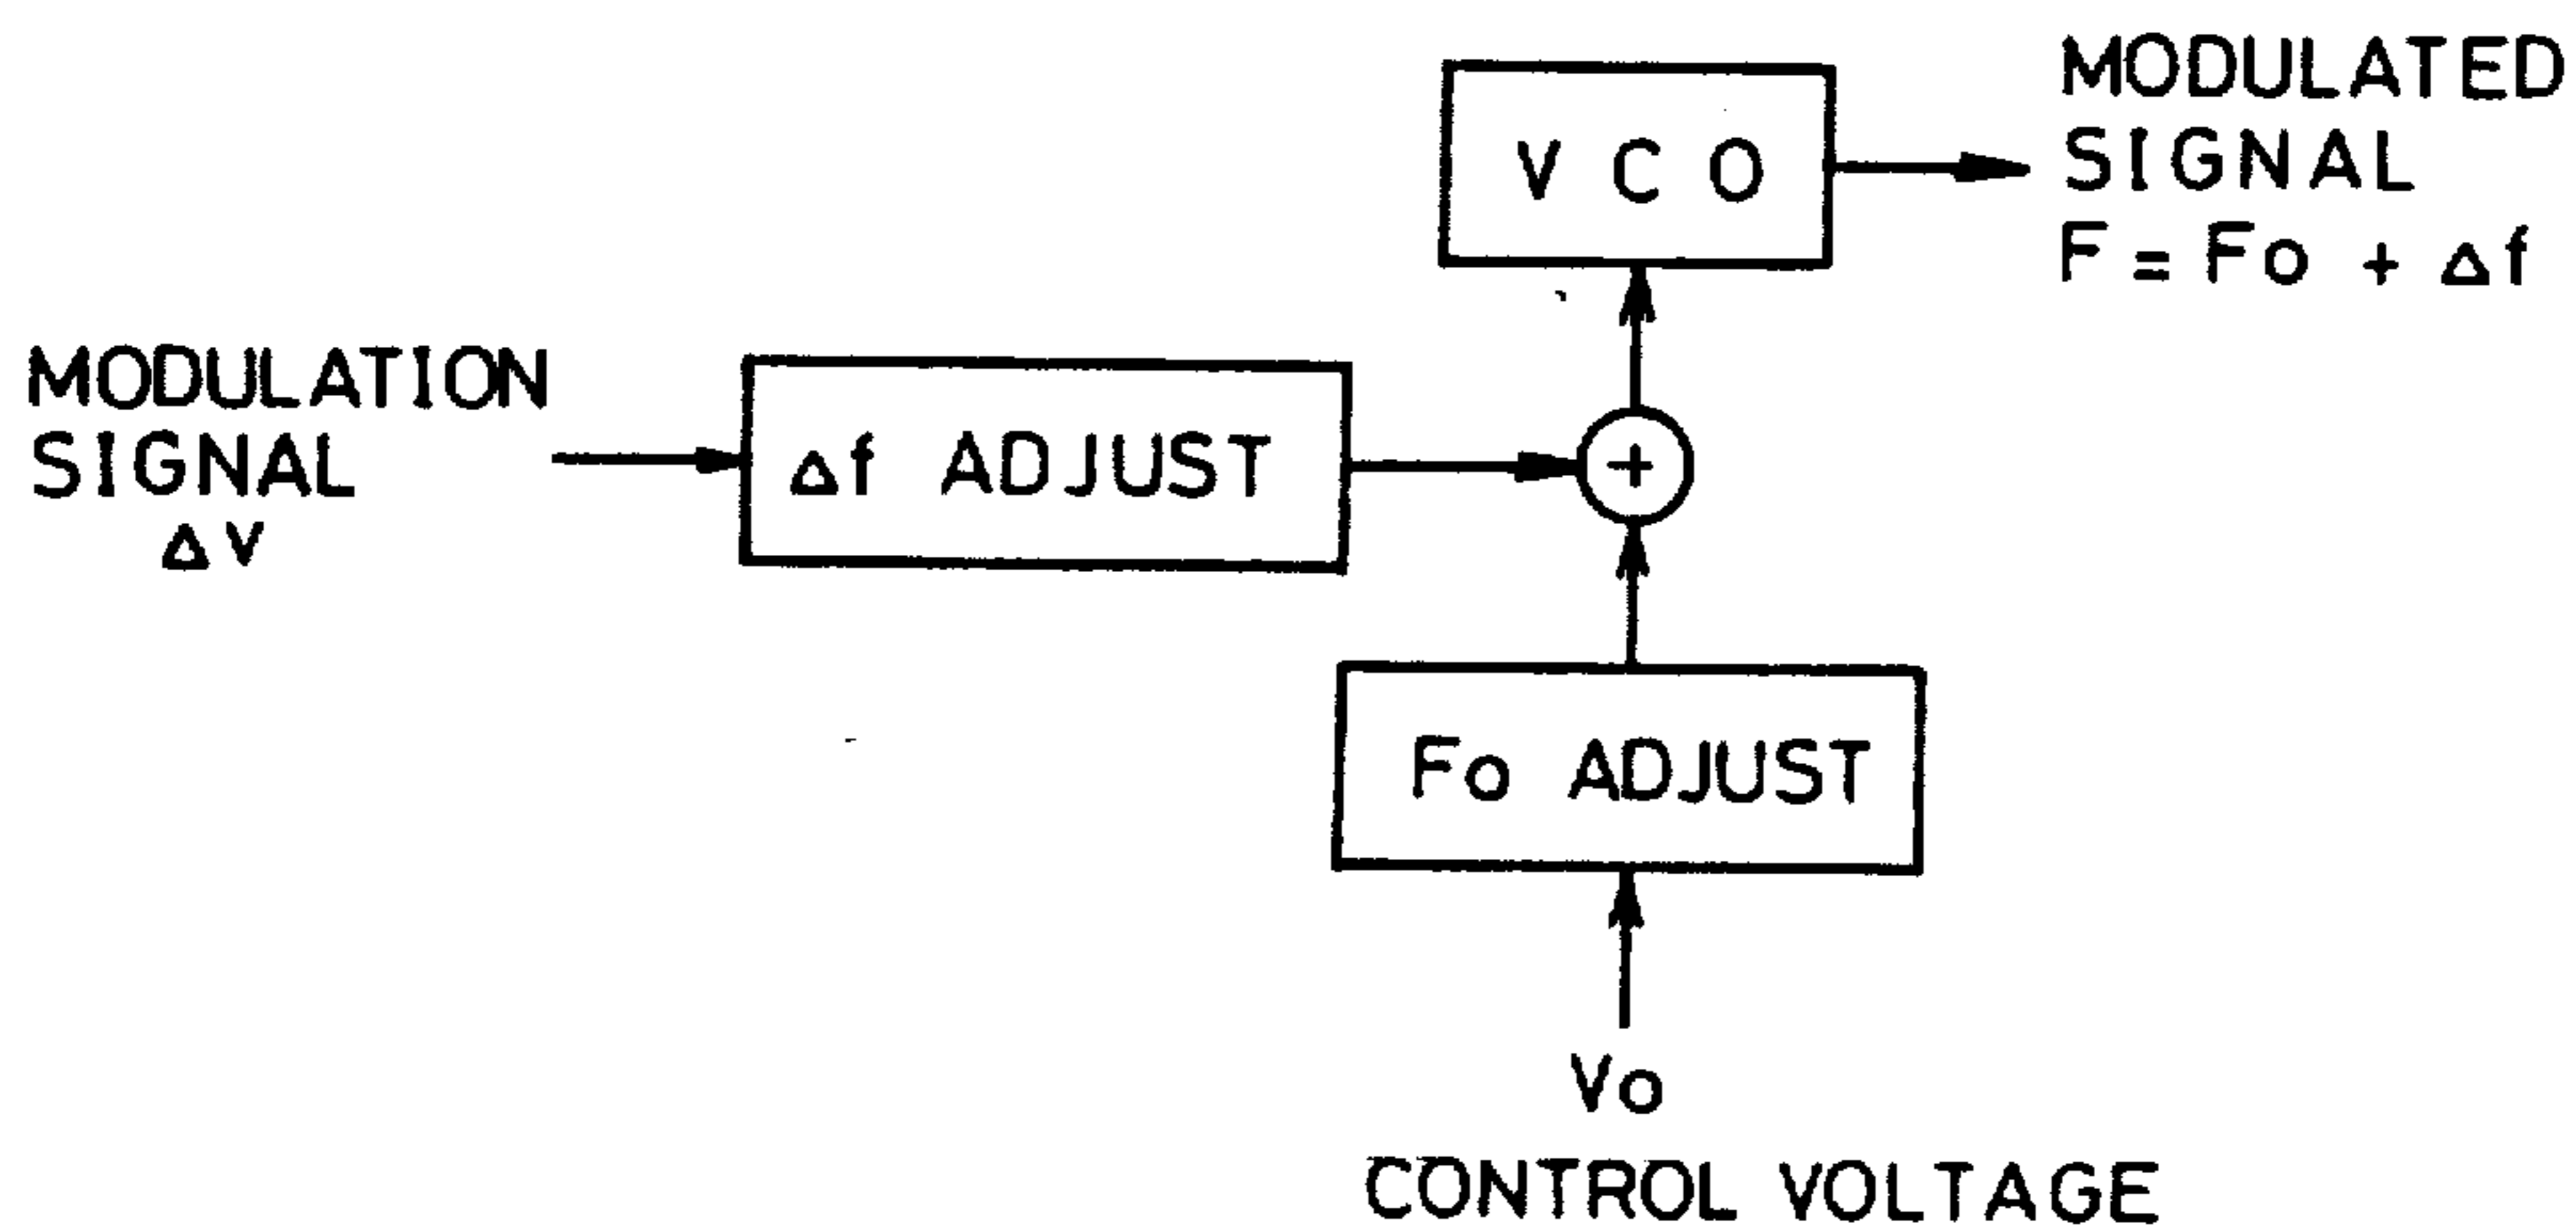 MODULATED
SIGNAL
F = Fo + Δf
V C O
MODULATION
SIGNAL
ΔV
Δf ADJUST
+
Fo ADJUST
Vo
CONTROL VOLTAGE